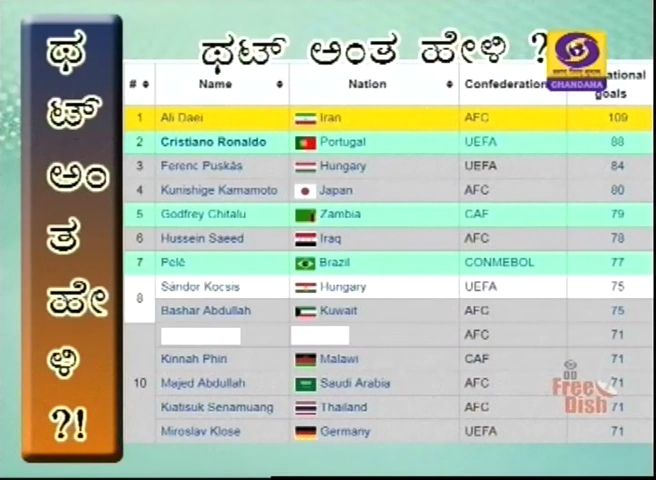 ಥಟ್ ಅಂತ ಹೇಳಿ ?!
ಥಟ್ ಅಂತ ಹೇಳಿ ?
CHANDANA
# Name Nation Confederation goals
1 Ali Daei Iran AFC 109
2 Cristiano Ronaldo Portugal UEFA 88
3 Ferenc Puskás Hungary UEFA 84
4 Kunishige Kamamoto Japan AFC 80
5 Godfrey Chitalu Zambia CAF 79
6 Hussein Saeed Iraq AFC 78
7 Pelé Brazil CONMEBOL 77
8 Sándor Kocsis Hungary UEFA 75
Bashar Abdullah Kuwait AFC 75
AFC 71
Kinnah Phiri Malawi CAF 71
10 Majed Abdullah Saudi Arabia AFC 71
Kiatisuk Senamuang Thailand AFC 71
Miroslav Klose Germany UEFA 71
DD
Free
Dish